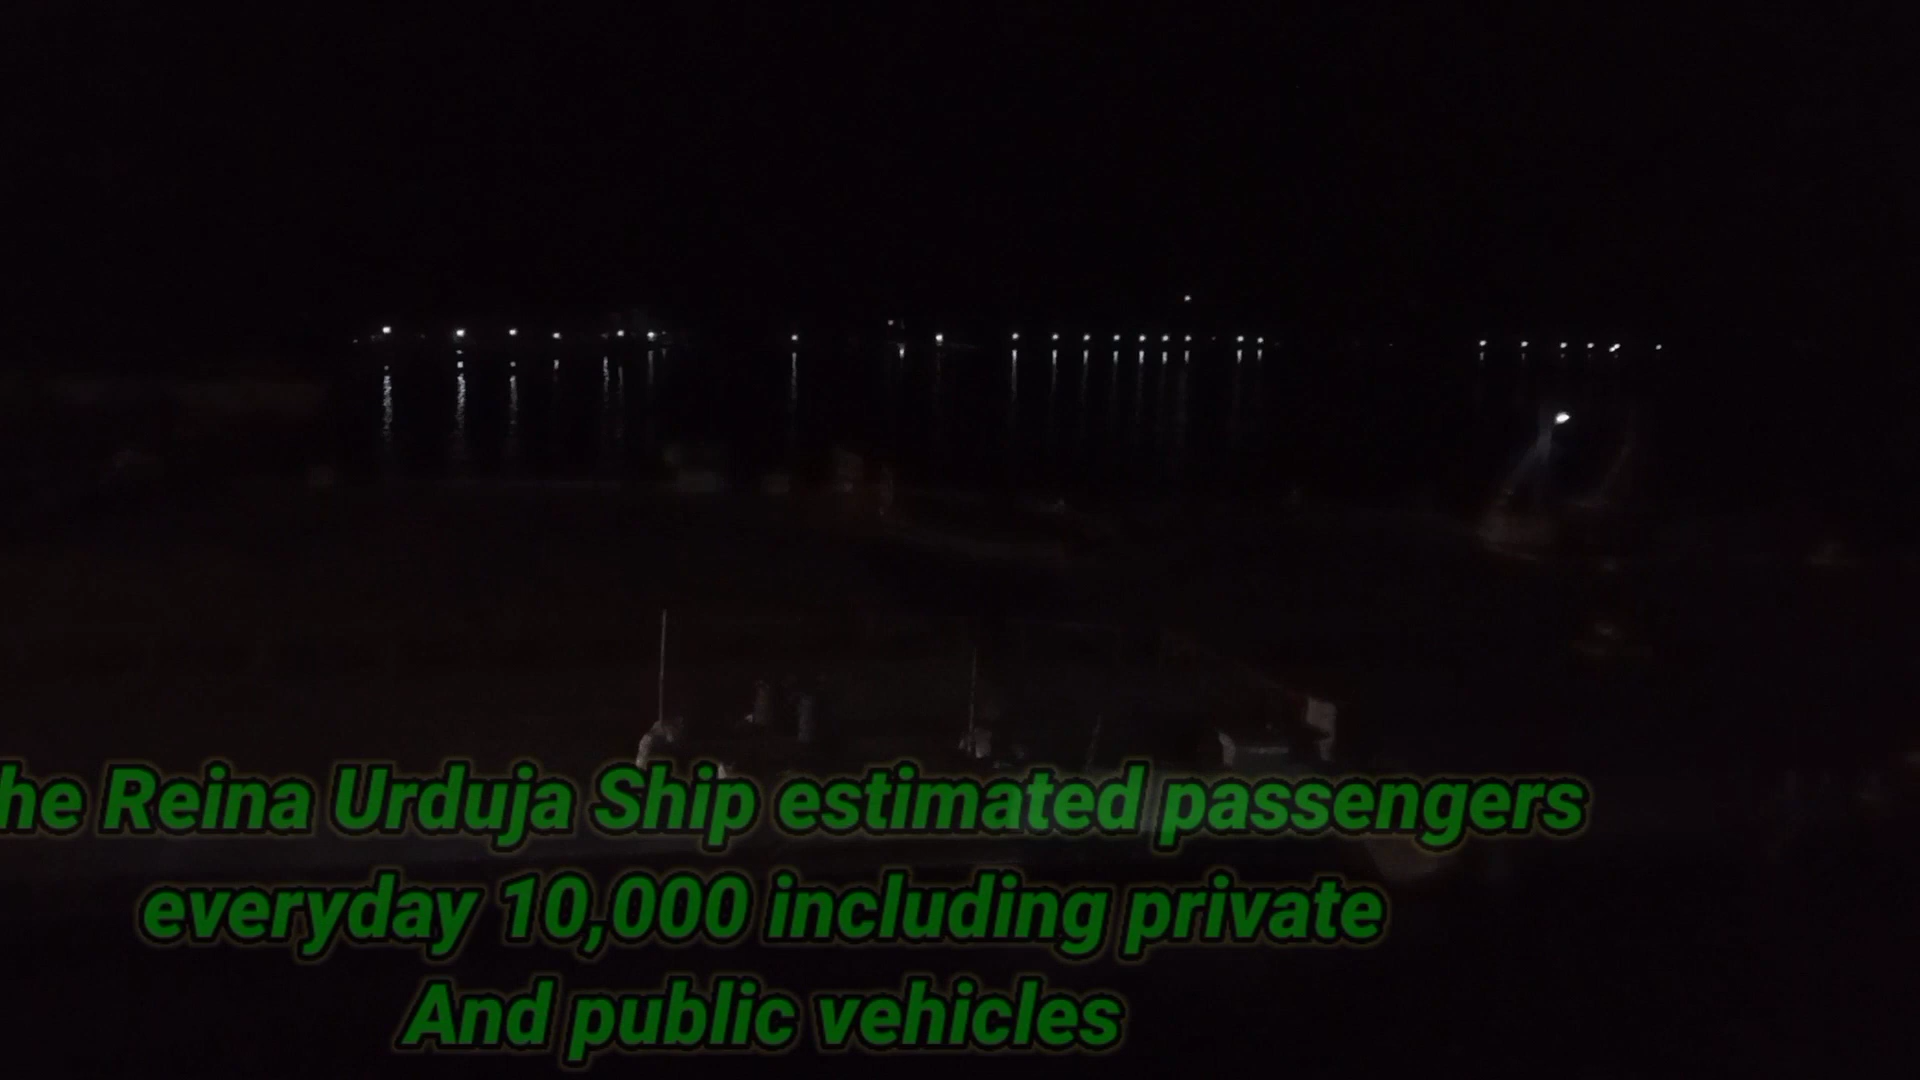 he Reina Urduja Ship estimated passengers
everyday 10,000 including private
And public vehicles